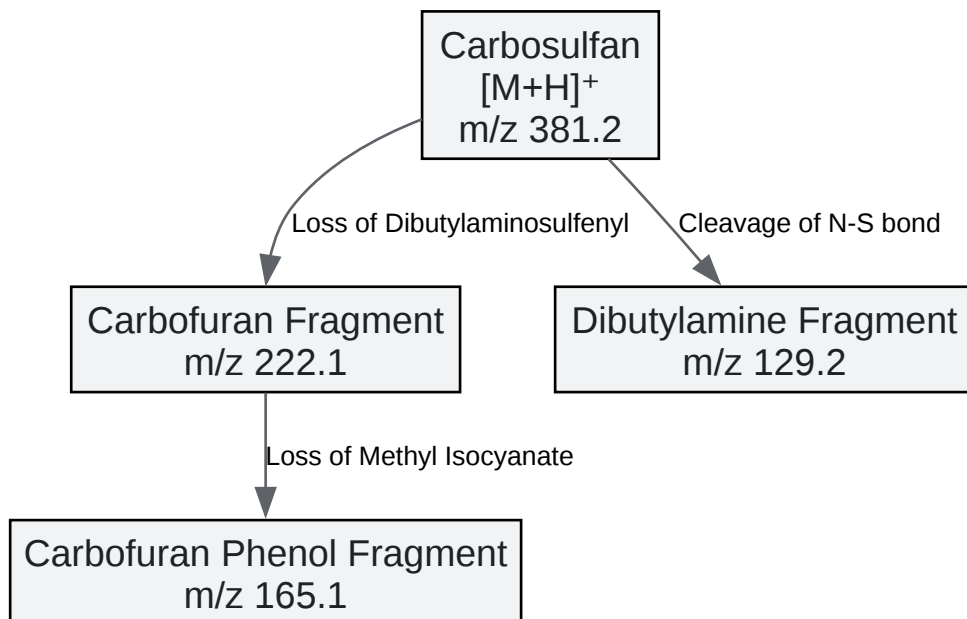 Carbosulfan
[M+H]⁺
m/z 381.2
Loss of Dibutylaminosulfenyl
Cleavage of N-S bond
Carbofuran Fragment
m/z 222.1
Dibutylamine Fragment
m/z 129.2
Loss of Methyl Isocyanate
Carbofuran Phenol Fragment
m/z 165.1